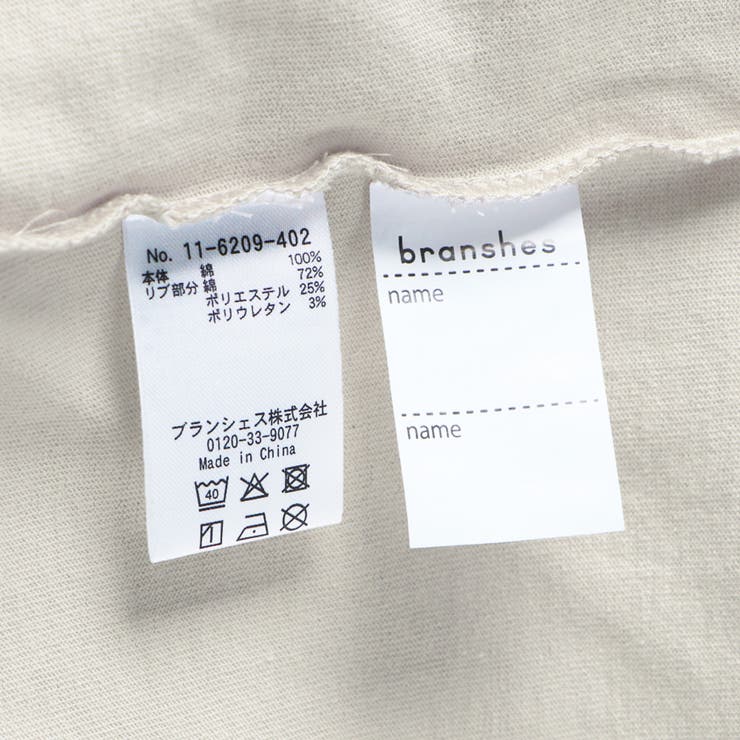 No. 11-6209-402
本体 綿 100%
リブ部分 綿 72%
ポリエステル 25%
ポリウレタン 3%
ブランシェス株式会社
0120-33-9077
Made in China
40
branshes
name
name